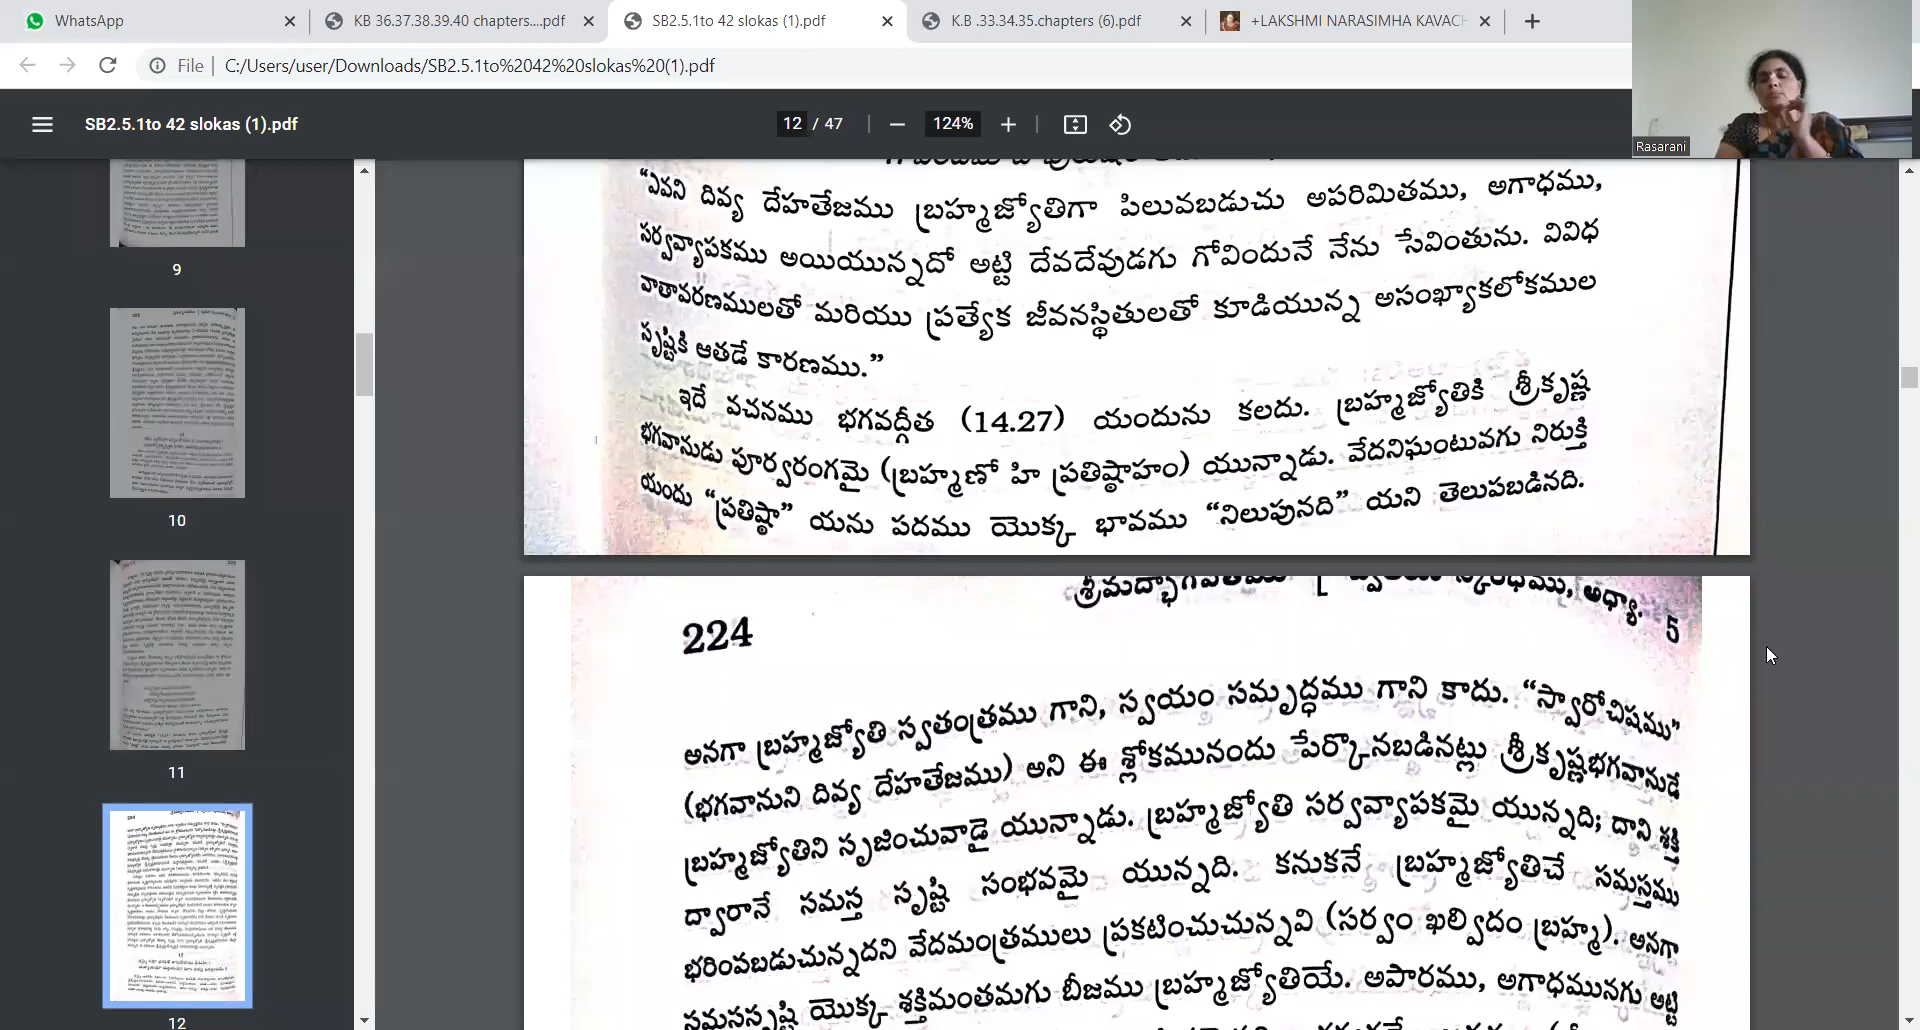 WhatsApp
KB 36.37.38.39.40 chapters....pdf
SB2.5.1to 42 slokas (1).pdf
K.B .33.34.35.chapters (6).pdf
+LAKSHMI NARASIMHA KAVACH
File
C:/Users/user/Downloads/SB2.5.1to%2042%20slokas%20(1).pdf
SB2.5.1to 42 slokas (1).pdf
12 / 47
124%
Rasarani
9
10
11
12
“ఎవని దివ్య దేహతేజము బ్రహ్మజ్యోతిగా పిలువబడుచు అపరిమితము, అగాధము,
సర్వవ్యాపకము అయియున్నదో అట్టి దేవదేవుడగు గోవిందునే నేను సేవింతును. వివిధ
వాతావరణములతో మరియు ప్రత్యేక జీవనస్థితులతో కూడియున్న అసంఖ్యాకలోకముల
సృష్టికి ఆతడే కారణము.”
ఇదే వచనము భగవద్గీత (14.27) యందును కలదు. బ్రహ్మజ్యోతికి శ్రీకృష్ణ
భగవానుడు పూర్వరంగమై (బ్రహ్మణో హి ప్రతిష్ఠాహం) యున్నాడు. వేదనిఘంటువగు నిరుక్తి
యందు “ప్రతిష్ఠా” యను పదము యొక్క భావము “నిలుపునది” యని తెలుపబడినది.
224
శ్రీమద్భాగవతము | ద్వితీయ స్కంధము, అధ్యా. 5
అనగా బ్రహ్మజ్యోతి స్వతంత్రము గాని, స్వయం సమృద్ధము గాని కాదు. “స్వారోచిషము”
(భగవానుని దివ్య దేహతేజము) అని ఈ శ్లోకమునందు పేర్కొనబడినట్లు శ్రీకృష్ణభగవానుడే
బ్రహ్మజ్యోతిని సృజించువాడై యున్నాడు. బ్రహ్మజ్యోతి సర్వవ్యాపకమై యున్నది; దాని శక్తి
ద్వారానే సమస్త సృష్టి సంభవమై యున్నది. కనుకనే బ్రహ్మజ్యోతిచే సమస్తము
భరింపబడుచున్నదని వేదమంత్రములు ప్రకటించుచున్నవి (సర్వం ఖల్విదం బ్రహ్మ). అనగా
యొక్క శక్తిమంతమగు బీజము బ్రహ్మజ్యోతియే. అపారము, అగాధమునగు అట్టి